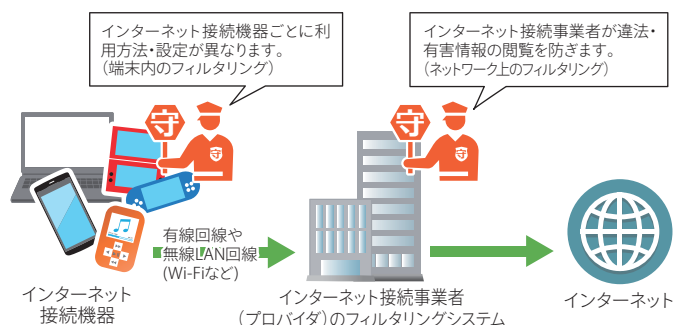 インターネット接続機器ごとに利
用方法・設定が異なります。
（端末内のフィルタリング）
インターネット接続事業者が違法・
有害情報の閲覧を防ぎます。
（ネットワーク上のフィルタリング）
守
守
守
守
有線回線や
無線LAN回線
(Wi-Fiなど)
インターネット
接続機器
インターネット接続事業者
（プロバイダ）のフィルタリングシステム
インターネット